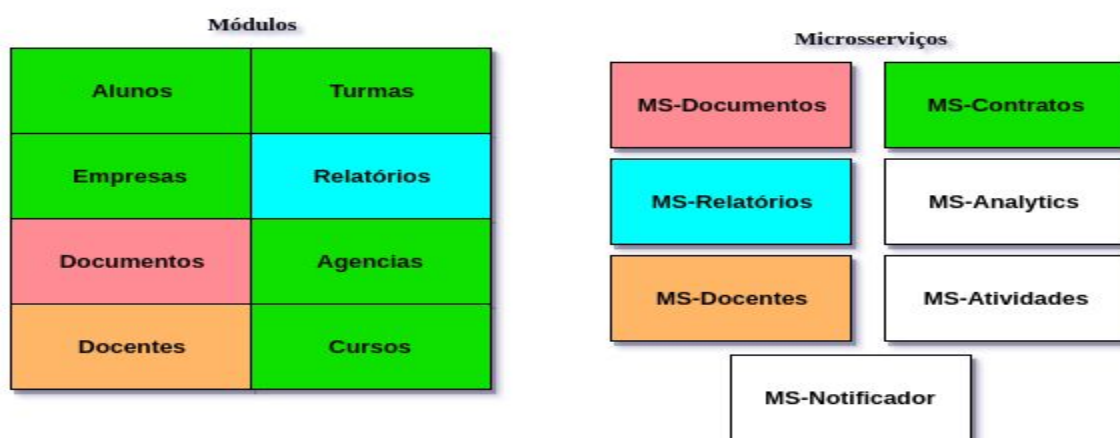 Módulos
Alunos
Turmas
Empresas
Relatórios
Documentos
Agencias
Docentes
Cursos
Microsserviços
MS-Documentos
MS-Contratos
MS-Relatórios
MS-Analytics
MS-Docentes
MS-Atividades
MS-Notificador